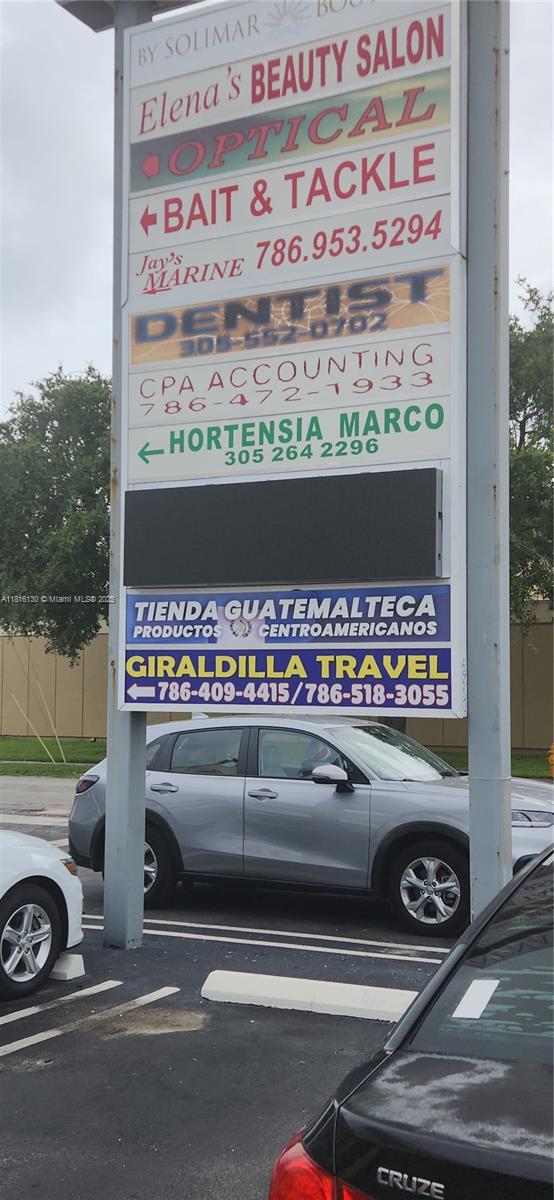 BY SOLIMAR
Elena's BEAUTY SALON
OPTICAL
BAIT & TACKLE
Jay's MARINE 786.953.5294
DENTIST
305-552-0702
CPA ACCOUNTING
786-472-1933
HORTENSIA MARCO
305 264 2296
A11816130 © Miami MLS® 2025
TIENDA GUATEMALTECA
PRODUCTOS CENTROAMERICANOS
GIRALDILLA TRAVEL
786-409-4415/786-518-3055
CRUZE